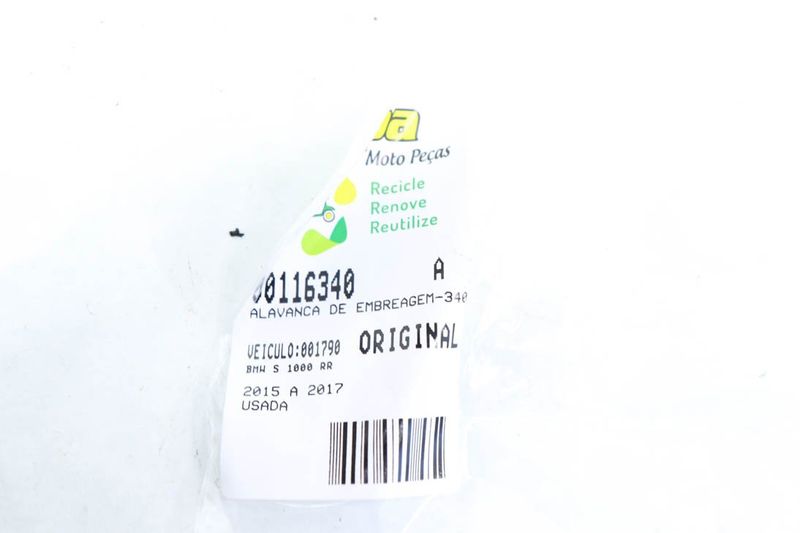 Moto Peças
Recicle
Renove
Reutilize
A
00116340
ALAVANCA DE EMBREAGEM-340
VEICULO:001790 ORIGINAL
BMW S 1000 RR
2015 A 2017
USADA